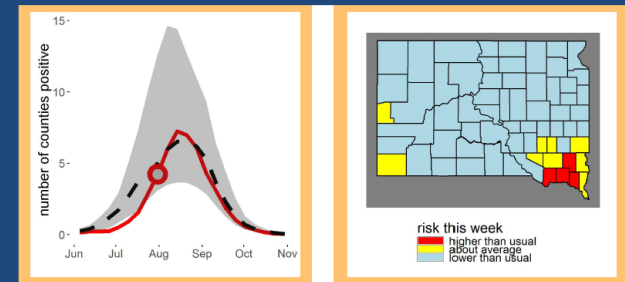 number of counties positive
15-
10-
5-
0-
Jun Jul Aug Sep Oct Nov
risk this week
higher than usual
about average
lower than usual